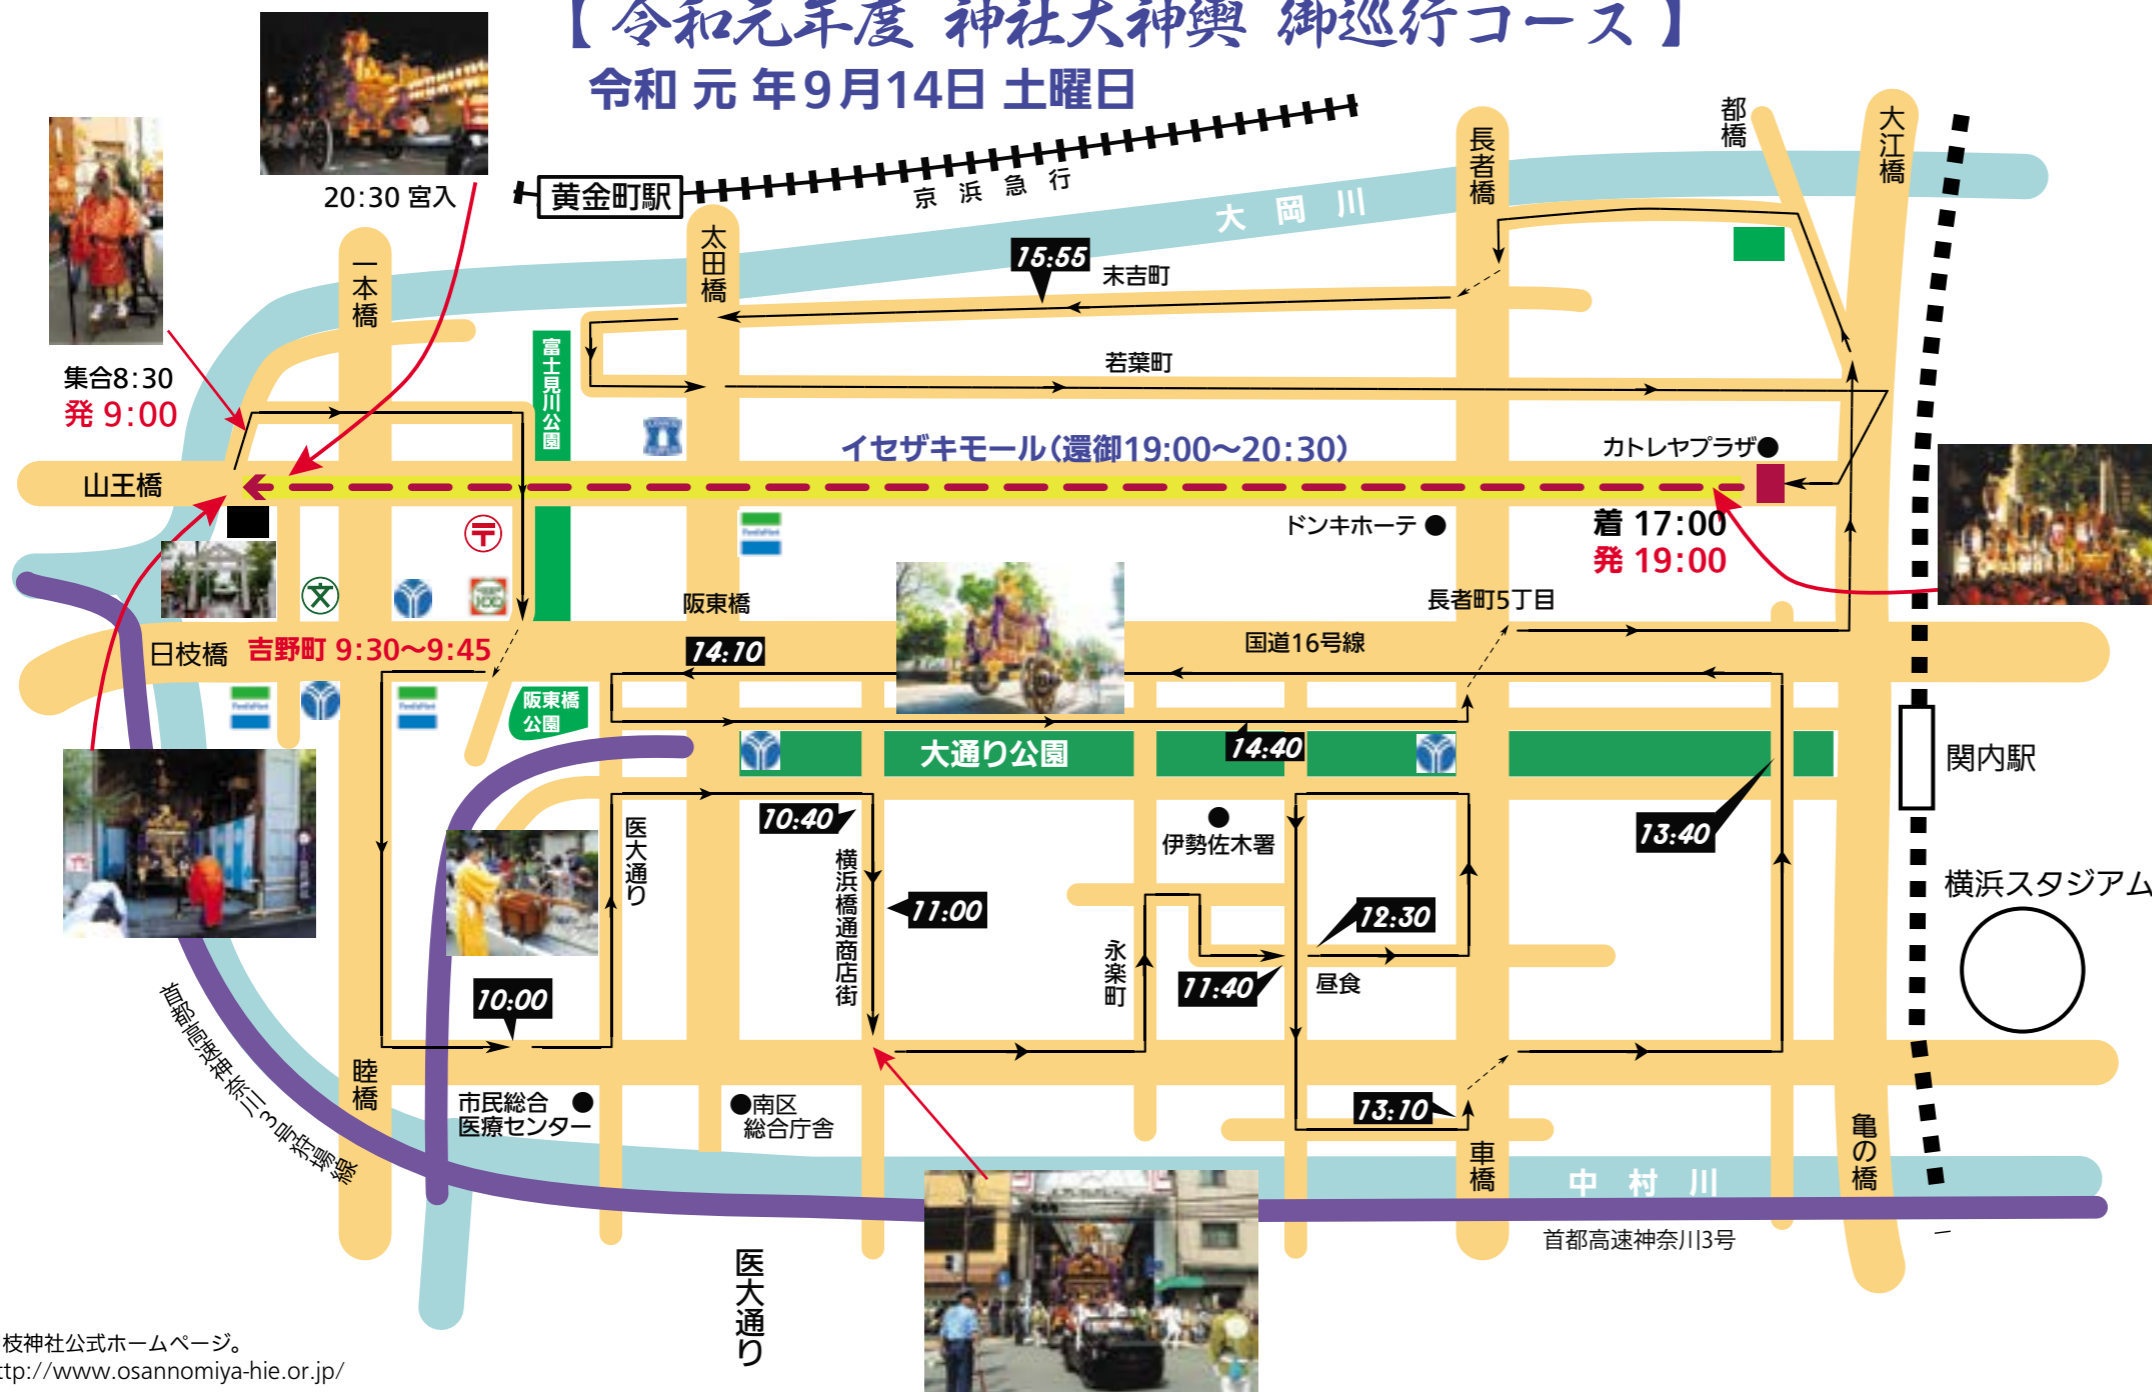 【 令和元年度 神社大神輿 御巡行コース 】
令和 元 年9月14日 土曜日
20:30 宮入
黄金町駅
京浜急行
大岡川
都橋
大江橋
長者橋
太田橋
一本橋
15:55
末吉町
集合8:30
発 9:00
富士見川公園
若葉町
イセザキモール(還御19:00〜20:30)
カトレヤプラザ●
山王橋
ドンキホーテ ●
着 17:00
発 19:00
文
阪東橋
長者町5丁目
日枝橋
吉野町 9:30〜9:45
14:10
国道16号線
阪東橋
公園
大通り公園
14:40
関内駅
10:40
医大通り
横浜橋通商店街
●
伊勢佐木署
13:40
横浜スタジアム
11:00
12:30
永楽町
11:40
昼食
10:00
首都高速神奈川3号狩場線
睦橋
市民総合 ●
医療センター
●南区
総合庁舎
13:10
車橋
亀の橋
中村川
首都高速神奈川3号
医大通り
枝神社公式ホームページ。
ttp://www.osannomiya-hie.or.jp/